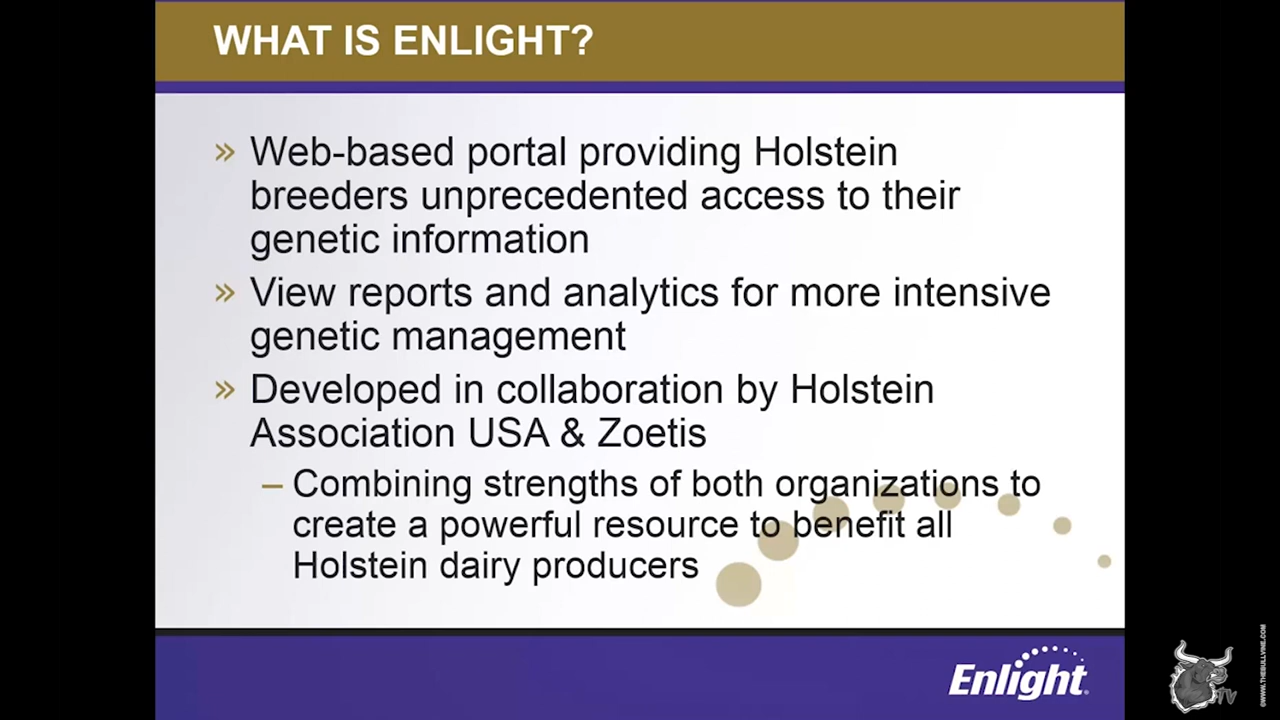 WHAT IS ENLIGHT?
» Web-based portal providing Holstein
breeders unprecedented access to their
genetic information
» View reports and analytics for more intensive
genetic management
» Developed in collaboration by Holstein
Association USA & Zoetis
– Combining strengths of both organizations to
create a powerful resource to benefit all
Holstein dairy producers
Enlight
TV
©WWW.THEBULLVINE.COM